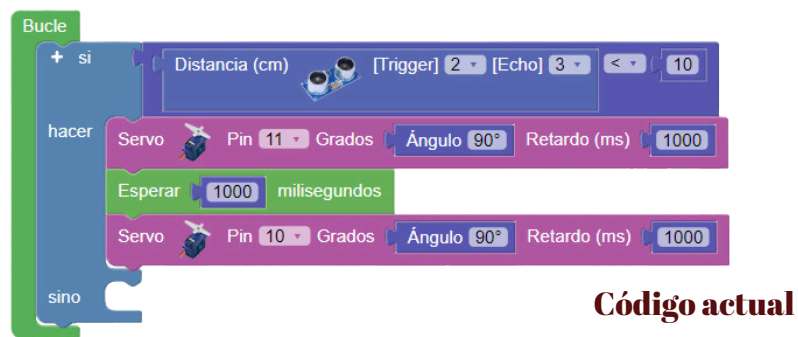 Bucle
+ si Distancia (cm) [Trigger] 2 [Echo] 3 < 10
hacer Servo Pin 11 Grados Ángulo 90° Retardo (ms) 1000
Esperar 1000 milisegundos
Servo Pin 10 Grados Ángulo 90° Retardo (ms) 1000
sino
Código actual